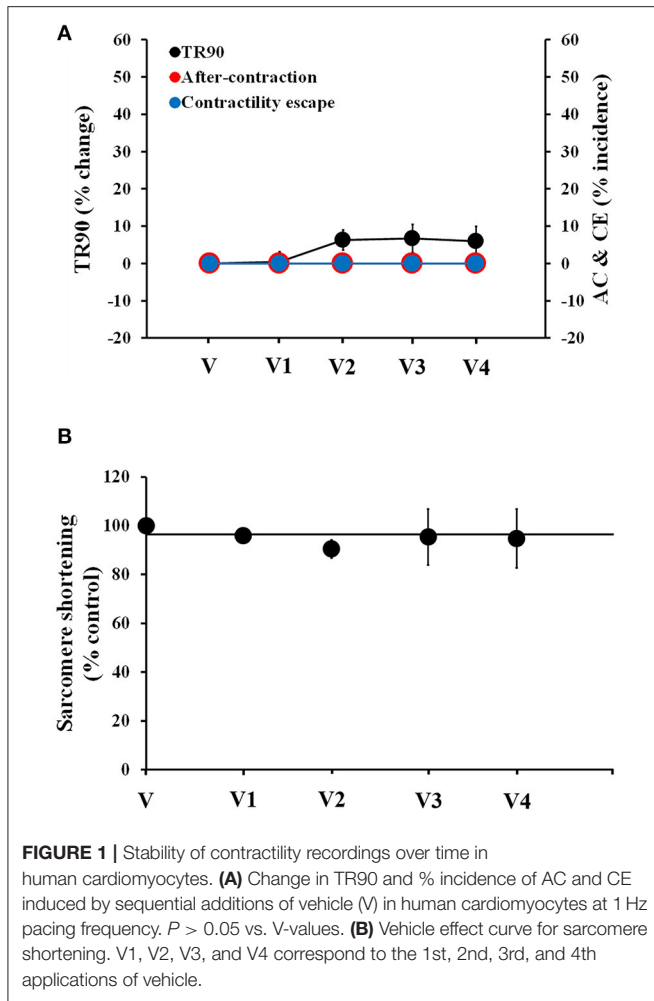 A
TR90
After-contraction
Contractility escape
TR90 (% change)
60
50
40
30
20
10
0
-10
-20
60
50
40
30
20
10
0
-10
-20
AC & CE (% incidence)
V V1 V2 V3 V4
B
Sarcomere shortening
(% control)
120
100
80
60
40
20
0
V V1 V2 V3 V4
FIGURE 1 | Stability of contractility recordings over time in
human cardiomyocytes. (A) Change in TR90 and % incidence of AC and CE
induced by sequential additions of vehicle (V) in human cardiomyocytes at 1 Hz
pacing frequency. P > 0.05 vs. V-values. (B) Vehicle effect curve for sarcomere
shortening. V1, V2, V3, and V4 correspond to the 1st, 2nd, 3rd, and 4th
applications of vehicle.